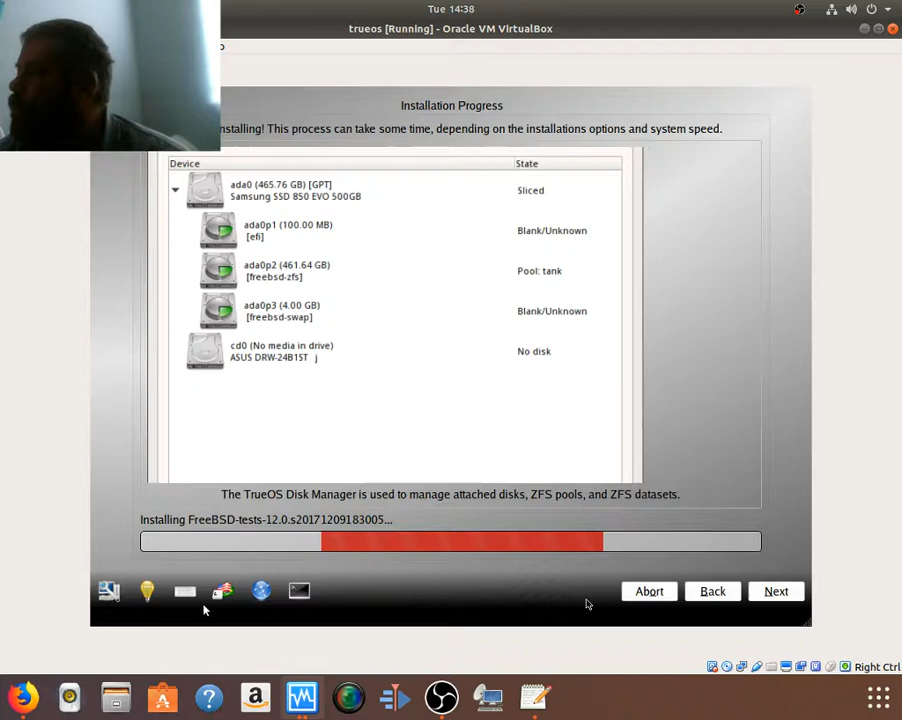 Tue 14:38
trueos [Running] - Oracle VM VirtualBox
Installation Progress
nstalling! This process can take some time, depending on the installations options and system speed.
Device State
ada0 (465.76 GB) [GPT]
Samsung SSD 850 EVO 500GB
Sliced
ada0p1 (100.00 MB)
[efi]
Blank/Unknown
ada0p2 (461.64 GB)
[freebsd-zfs]
Pool: tank
ada0p3 (4.00 GB)
[freebsd-swap]
Blank/Unknown
cd0 (No media in drive)
ASUS DRW-24B1ST j
No disk
The TrueOS Disk Manager is used to manage attached disks, ZFS pools, and ZFS datasets.
Installing FreeBSD-tests-12.0.s20171209183005...
Abort Back Next
Right Ctrl